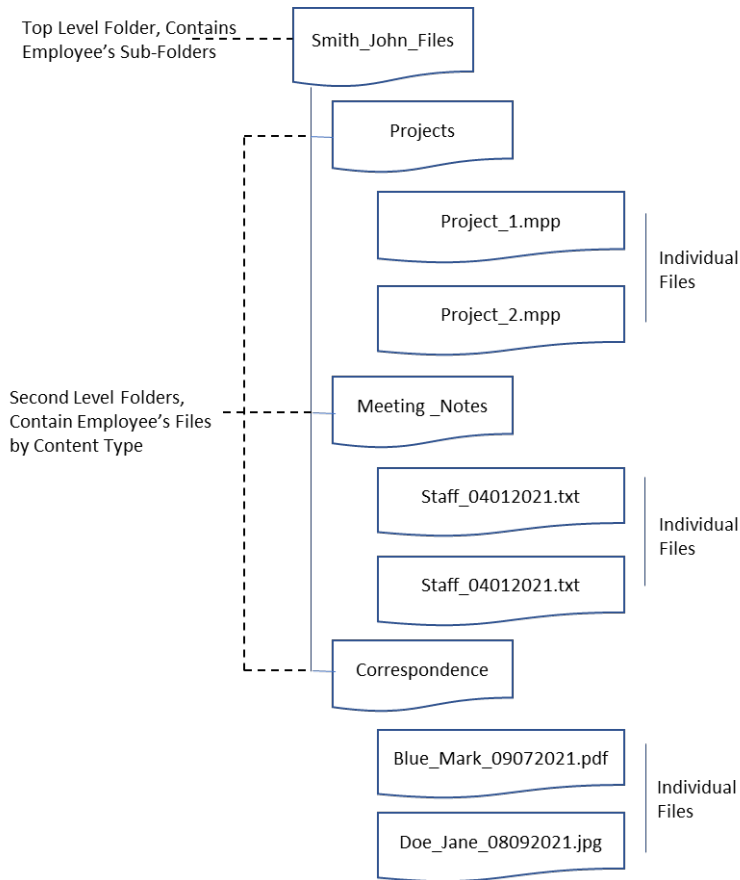 Top Level Folder, Contains
Employee's Sub-Folders
Smith_John_Files
Projects
Project_1.mpp
Individual
Files
Project_2.mpp
Second Level Folders,
Contain Employee's Files
by Content Type
Meeting _Notes
Staff_04012021.txt
Individual
Files
Staff_04012021.txt
Correspondence
Blue_Mark_09072021.pdf
Individual
Files
Doe_Jane_08092021.jpg